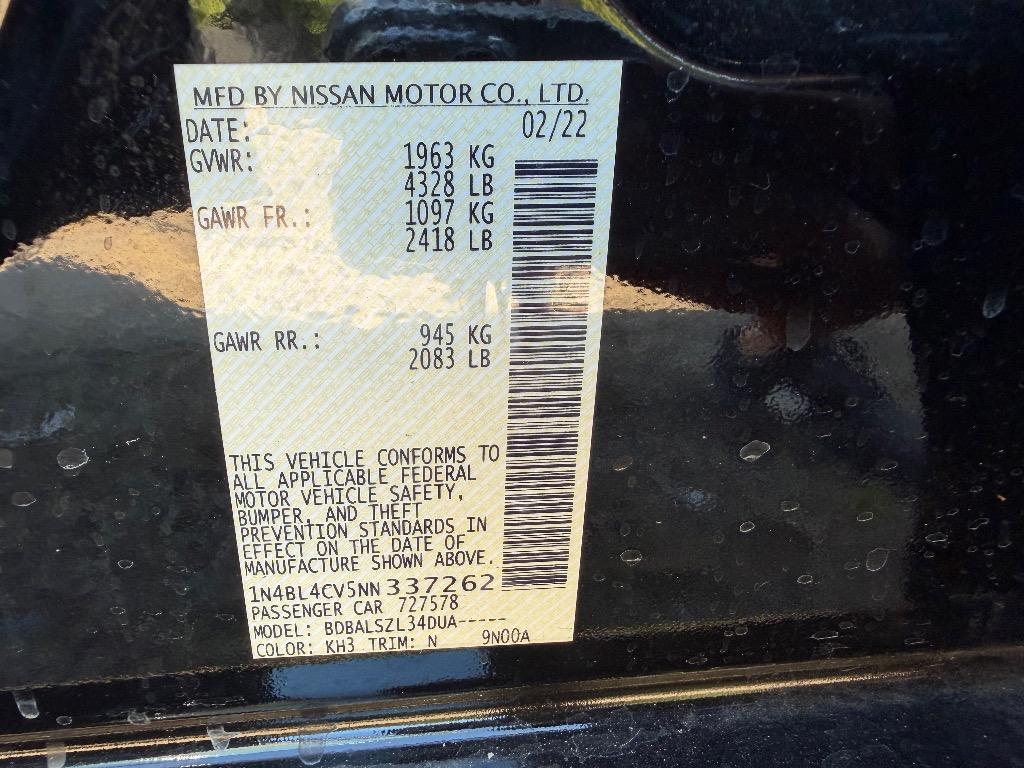 MFD BY NISSAN MOTOR CO., LTD.
DATE: 02/22
GVWR: 1963 KG
4328 LB
GAWR FR.: 1097 KG
2418 LB
GAWR RR.: 945 KG
2083 LB
THIS VEHICLE CONFORMS TO
ALL APPLICABLE FEDERAL
MOTOR VEHICLE SAFETY,
BUMPER, AND THEFT
PREVENTION STANDARDS IN
EFFECT ON THE DATE OF
MANUFACTURE SHOWN ABOVE.
1N4BL4CV5NN 337262
PASSENGER CAR 727578
MODEL: BDBALSZL34DUA-----
COLOR: KH3 TRIM: N 9N00A